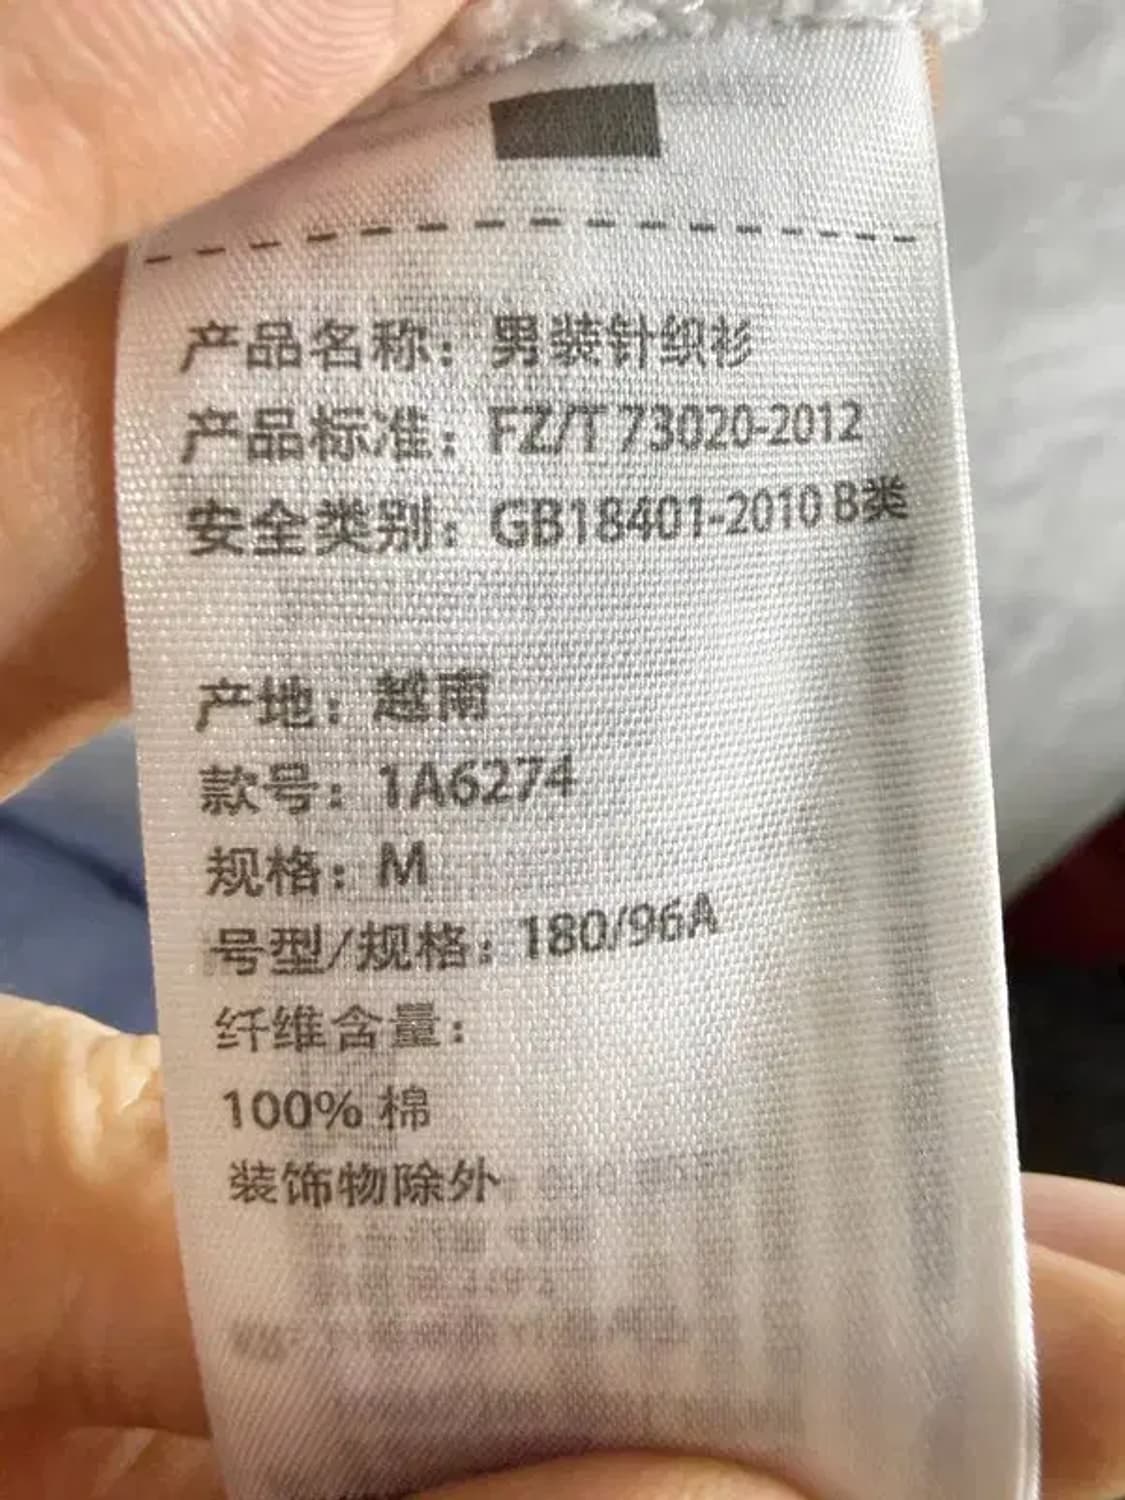 产品名称：男装针织衫
产品标准：FZ/T 73020-2012
安全类别：GB18401-2010 B类
产地：越南
款号：1A6274
规格：M
号型/规格：180/96A
纤维含量：
100% 棉
装饰物除外